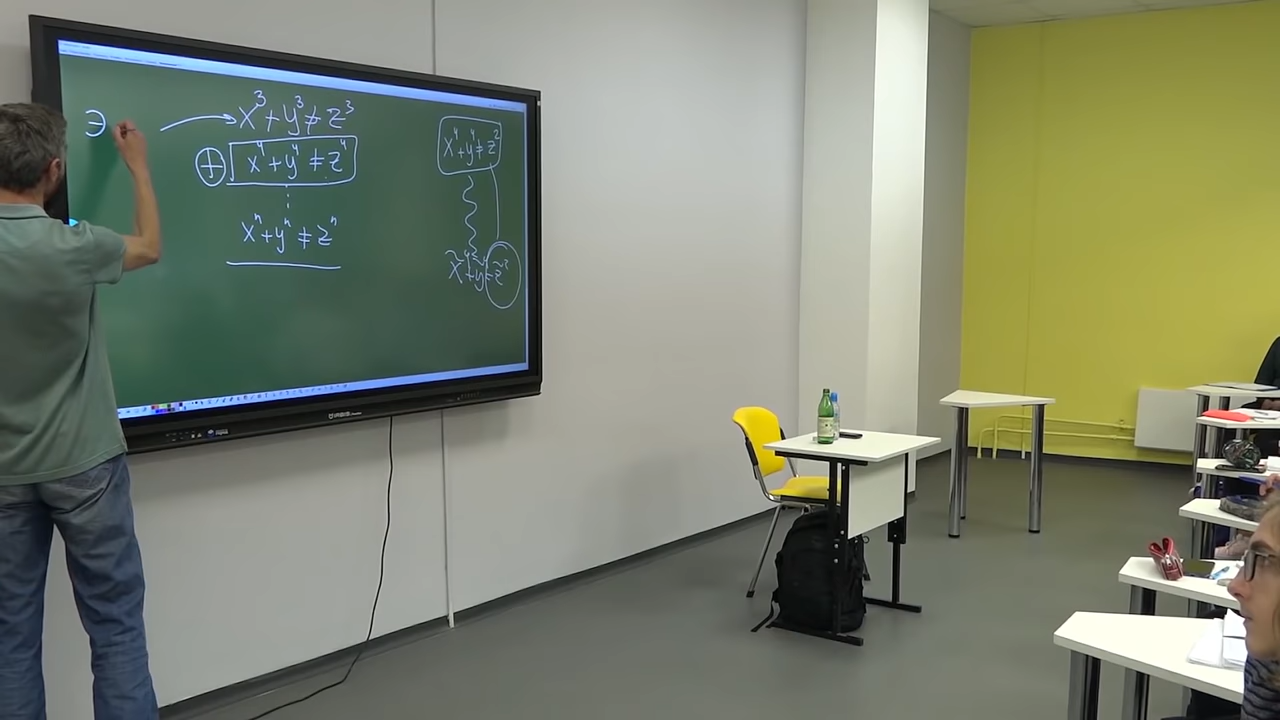 Э
x³ + y³ ≠ z³
⊕ x⁴ + y⁴ ≠ z⁴
⋮
xⁿ + yⁿ ≠ zⁿ
x⁴ + y⁴ ≠ z²